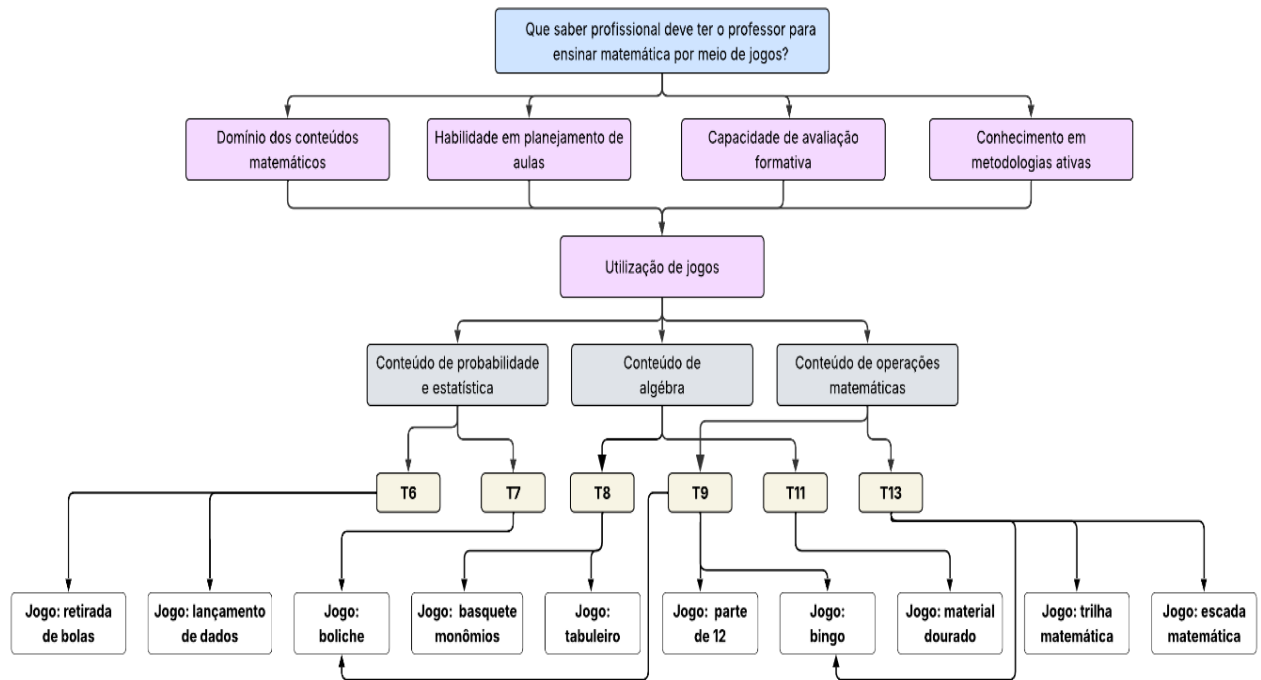 Que saber profissional deve ter o professor para
ensinar matemática por meio de jogos?
Domínio dos conteúdos
matemáticos
Habilidade em planejamento de
aulas
Capacidade de avaliação
formativa
Conhecimento em
metodologias ativas
Utilização de jogos
Conteúdo de probabilidade
e estatística
Conteúdo de
algébra
Conteúdo de operações
matemáticas
T6
T7
T8
T9
T11
T13
Jogo: retirada
de bolas
Jogo: lançamento
de dados
Jogo:
boliche
Jogo: basquete
monômios
Jogo:
tabuleiro
Jogo: parte
de 12
Jogo:
bingo
Jogo: material
dourado
Jogo: trilha
matemática
Jogo: escada
matemática